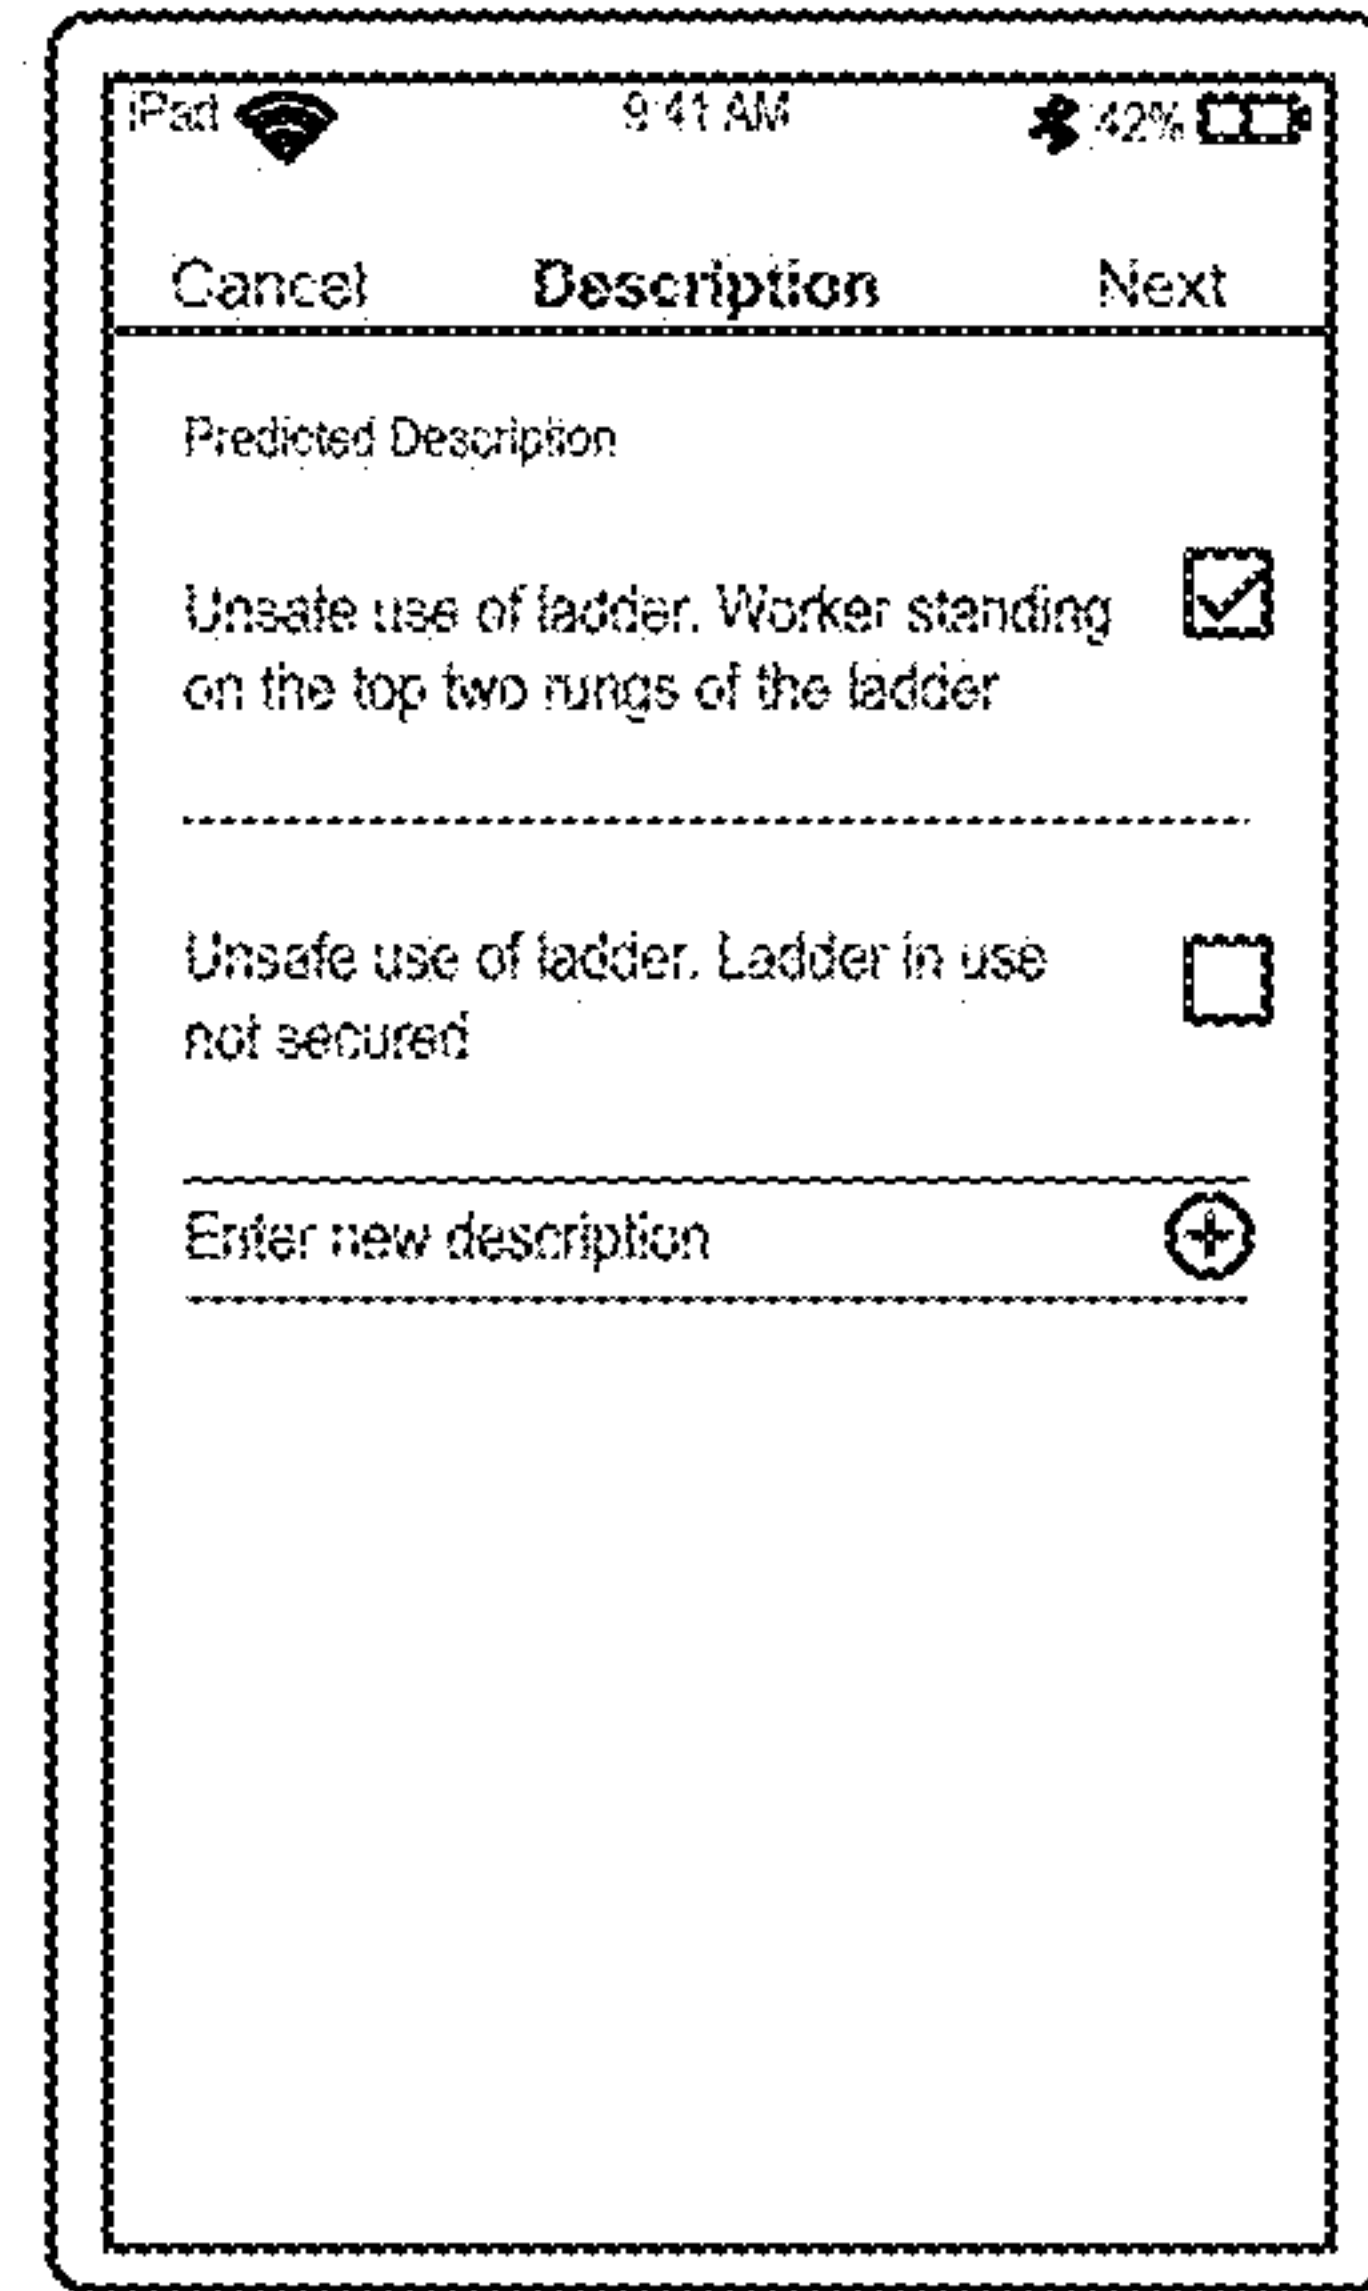 iPad 9:41 AM 42%
Cancel Description Next
Predicted Description
Unsafe use of ladder. Worker standing
on the top two rungs of the ladder
Unsafe use of ladder. Ladder in use
not secured
Enter new description